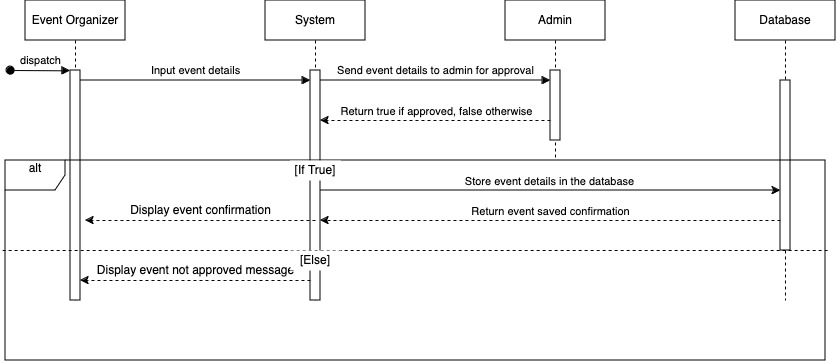 Event Organizer
System
Admin
Database
dispatch
Input event details
Send event details to admin for approval
Return true if approved, false otherwise
alt
[If True]
Store event details in the database
Display event confirmation
Return event saved confirmation
[Else]
Display event not approved message